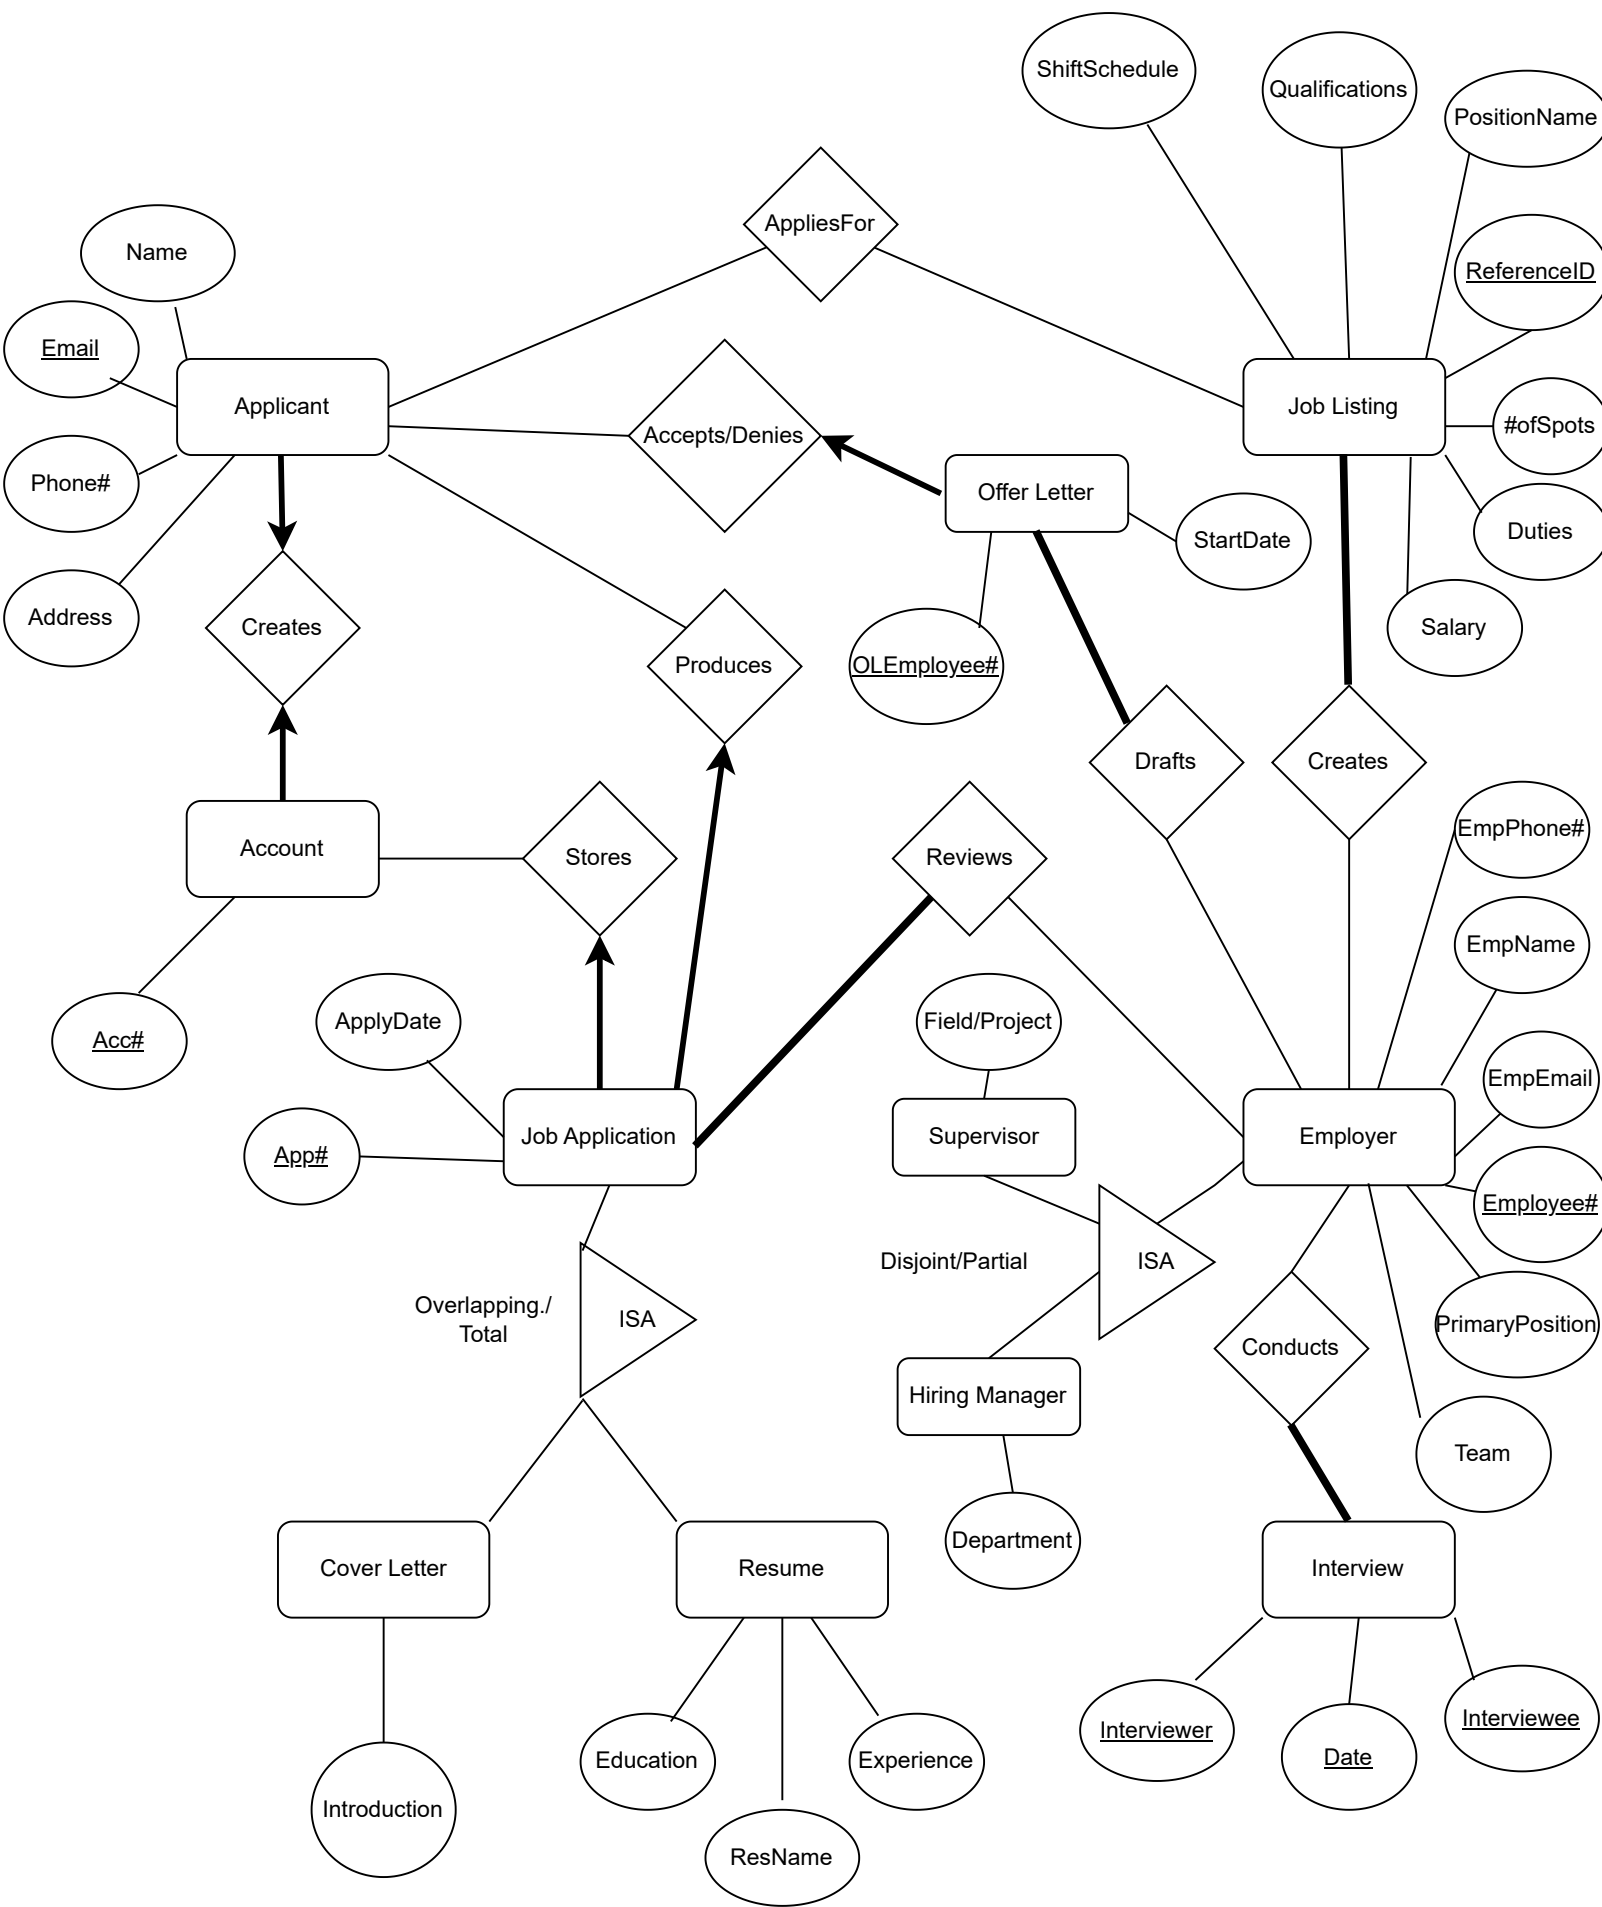 ShiftSchedule
Qualifications
PositionName
AppliesFor
Name
ReferenceID
Email
Applicant
Job Listing
#ofSpots
Accepts/Denies
Phone#
Offer Letter
Duties
StartDate
Address
Creates
Salary
Produces
OLEmployee#
Drafts
Creates
EmpPhone#
Account
Stores
Reviews
EmpName
ApplyDate
Field/Project
Acc#
EmpEmail
Job Application
Supervisor
Employer
App#
Employee#
Disjoint/Partial
ISA
Overlapping./
Total
ISA
PrimaryPosition
Conducts
Hiring Manager
Team
Department
Cover Letter
Resume
Interview
Interviewer
Interviewee
Date
Education
Experience
Introduction
ResName